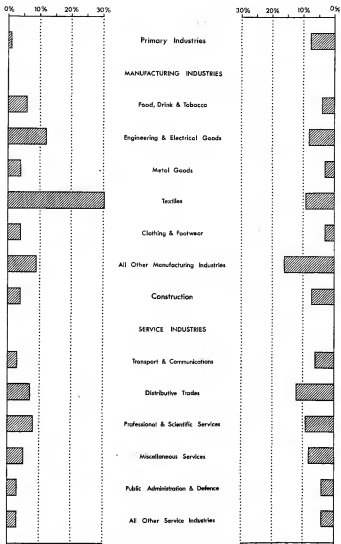 0% 10% 20% 30% 30% 20% 10% 0%
Primary Industries
MANUFACTURING INDUSTRIES
Food, Drink & Tobacco
Engineering & Electrical Goods
Metal Goods
Textiles
Clothing & Footwear
All Other Manufacturing Industries
Construction
SERVICE INDUSTRIES
Transport & Communications
Distributive Trades
Professional & Scientific Services
Miscellaneous Services
Public Administration & Defence
All Other Service Industries